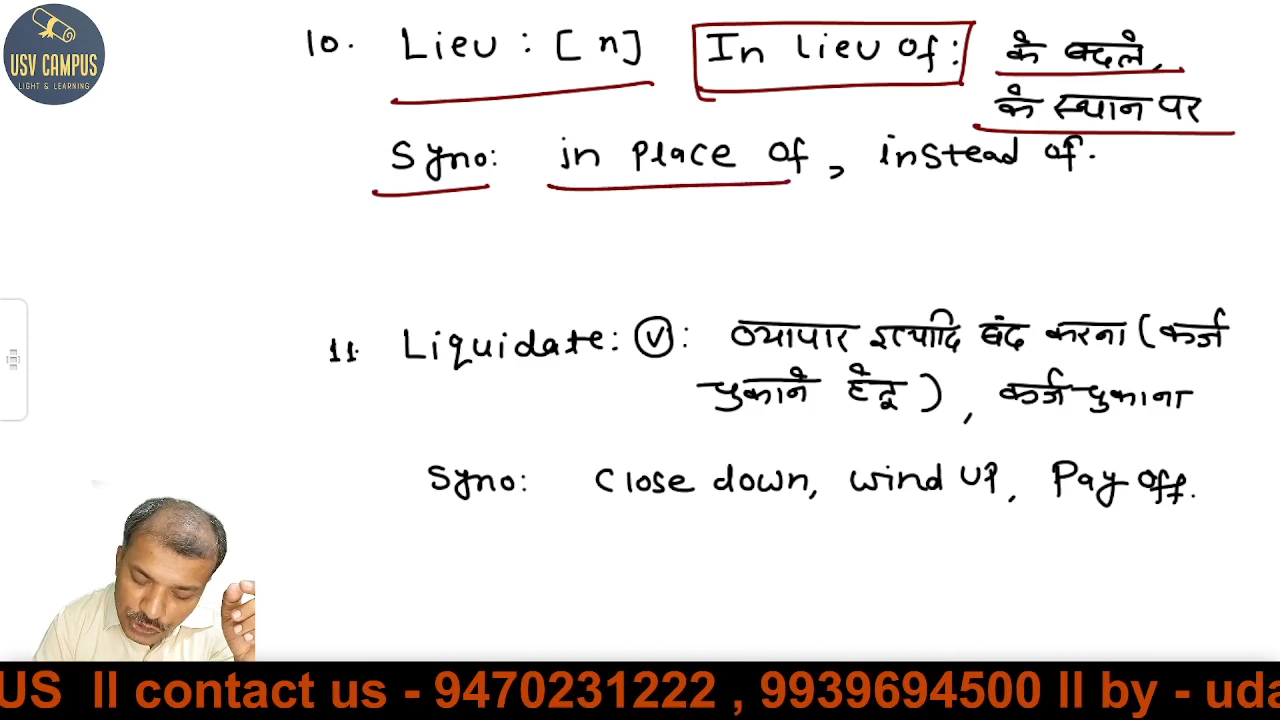 USV CAMPUS
LIGHT & LEARNING
10. Lieu : [n] In lieu of : के बदले,
के स्थान पर
Syno: in place of, instead of.
11. Liquidate: (V): व्यापार इत्यादि बंद करना (कर्ज
चुकाने हेतू), कर्ज चुकाना
Syno: Close down, wind up, Pay off.
US ll contact us - 9470231222 , 9939694500 ll by - uda